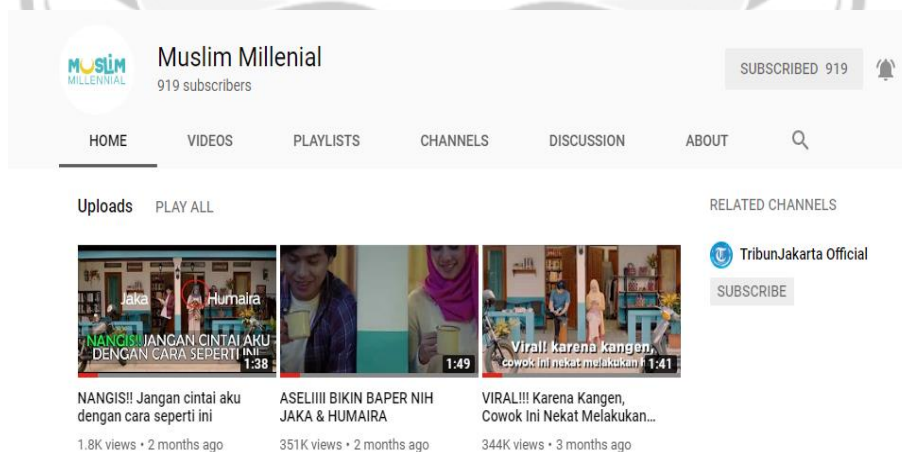 MUSLIM
MILLENNIAL
Muslim Millenial
919 subscribers
SUBSCRIBED 919
HOME VIDEOS PLAYLISTS CHANNELS DISCUSSION ABOUT
Uploads PLAY ALL
RELATED CHANNELS
TribunJakarta Official
SUBSCRIBE
Jaka Humaira
NANGIS!! JANGAN CINTAI AKU
DENGAN CARA SEPERTI INI
1:38
1:49
Viral! karena kangen,
cowok ini nekat melakukan
1:41
NANGIS!! Jangan cintai aku
dengan cara seperti ini
1.8K views • 2 months ago
ASELIIII BIKIN BAPER NIH
JAKA & HUMAIRA
351K views • 2 months ago
VIRAL!!! Karena Kangen,
Cowok Ini Nekat Melakukan...
344K views • 3 months ago